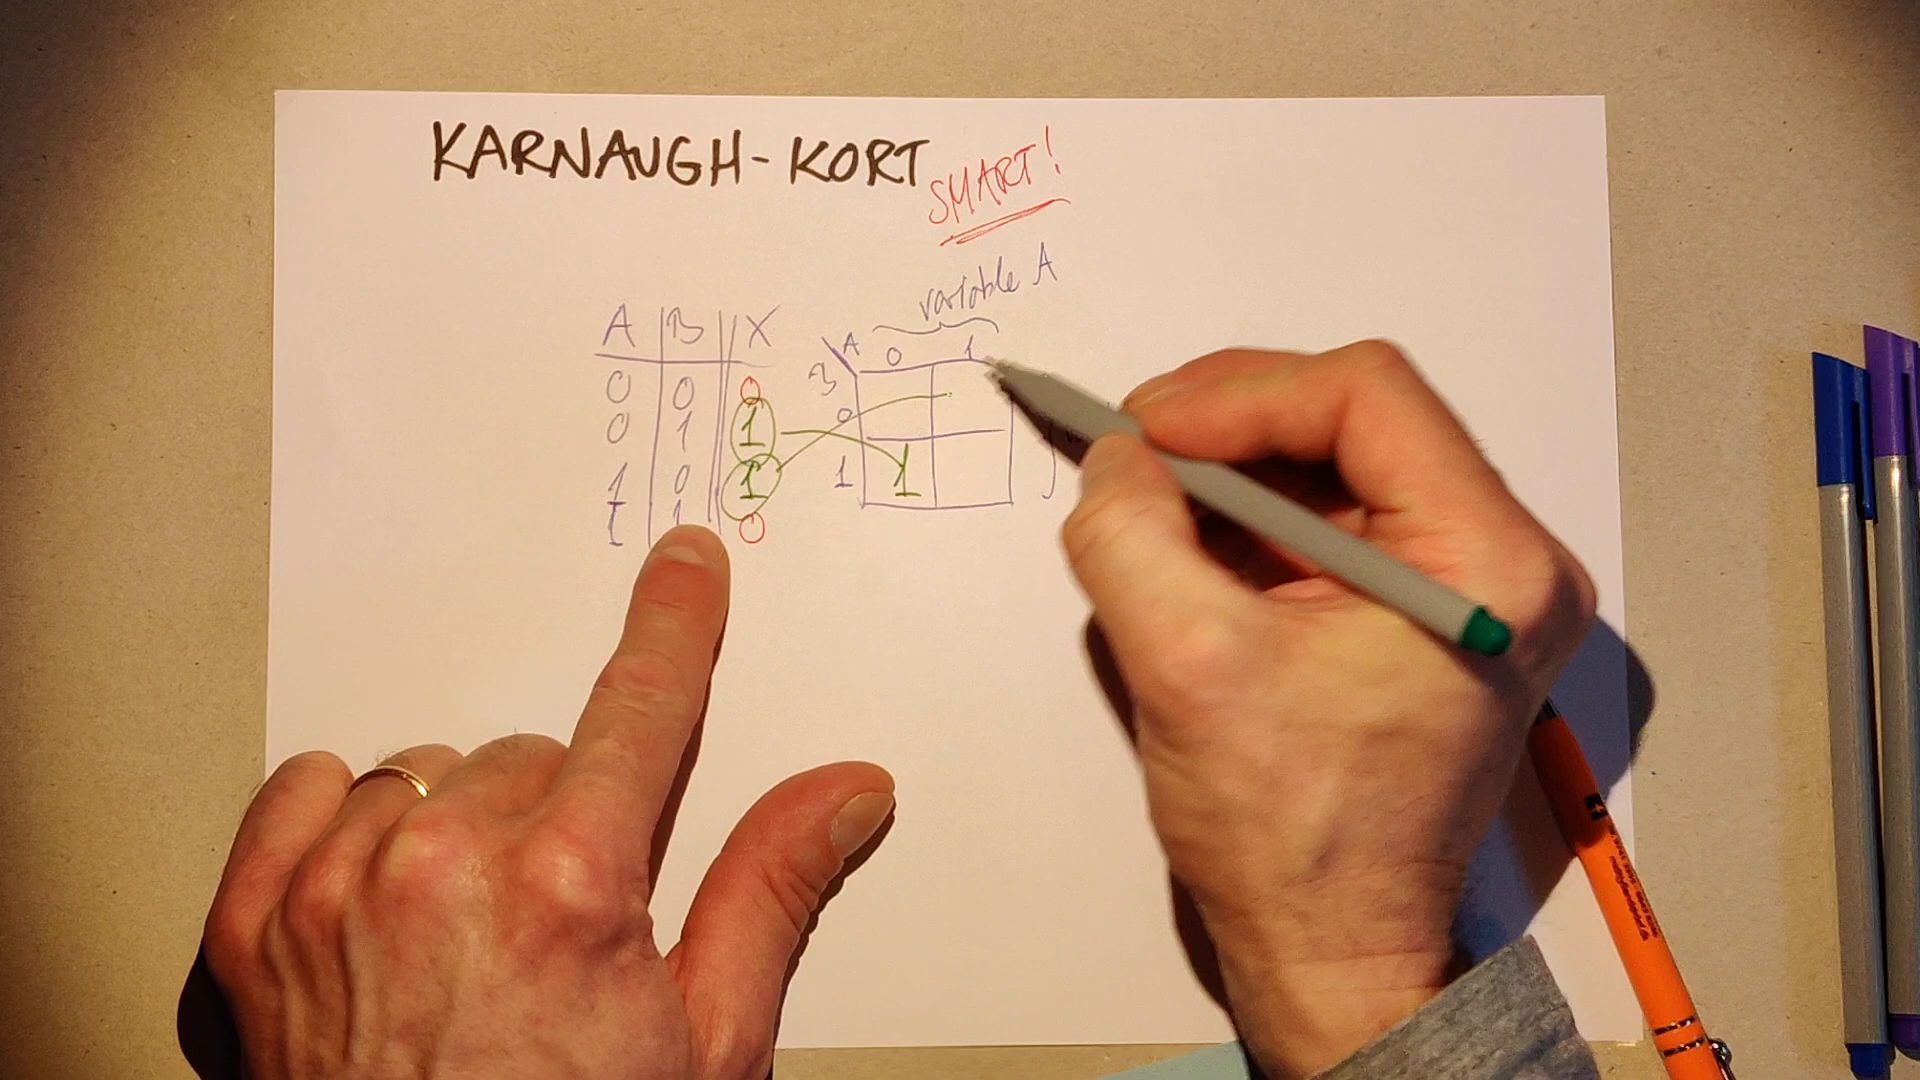 KARNAUGH-KORT
SMART!
variable A
A B X
0 0 0
0 1 1
1 0 1
1 1 0
A 0 1
B
0
1 1